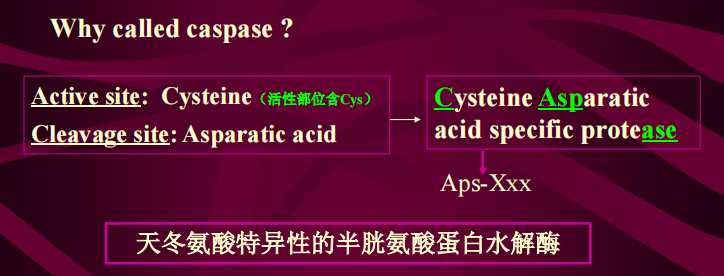 Why called caspase ?
Active site: Cysteine（活性部位含Cys）
Cleavage site: Asparatic acid
Cysteine Asparatic
acid specific protease
Aps-Xxx
天冬氨酸特异性的半胱氨酸蛋白水解酶